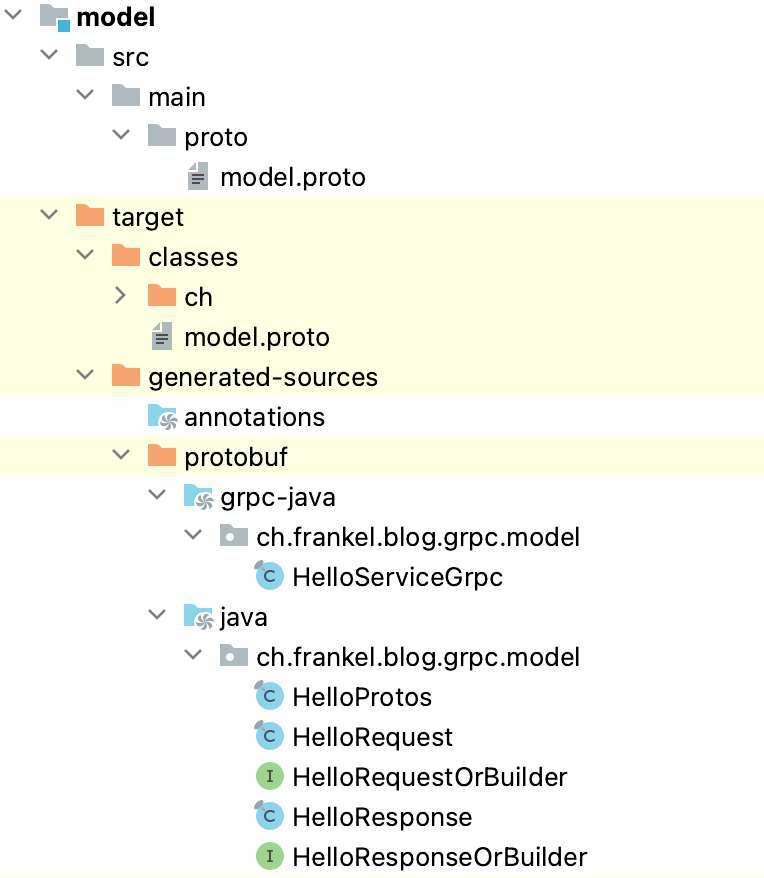 model
src
main
proto
model.proto
target
classes
ch
model.proto
generated-sources
annotations
protobuf
grpc-java
ch.frankel.blog.grpc.model
C HelloServiceGrpc
java
ch.frankel.blog.grpc.model
C HelloProtos
C HelloRequest
I HelloRequestOrBuilder
C HelloResponse
I HelloResponseOrBuilder